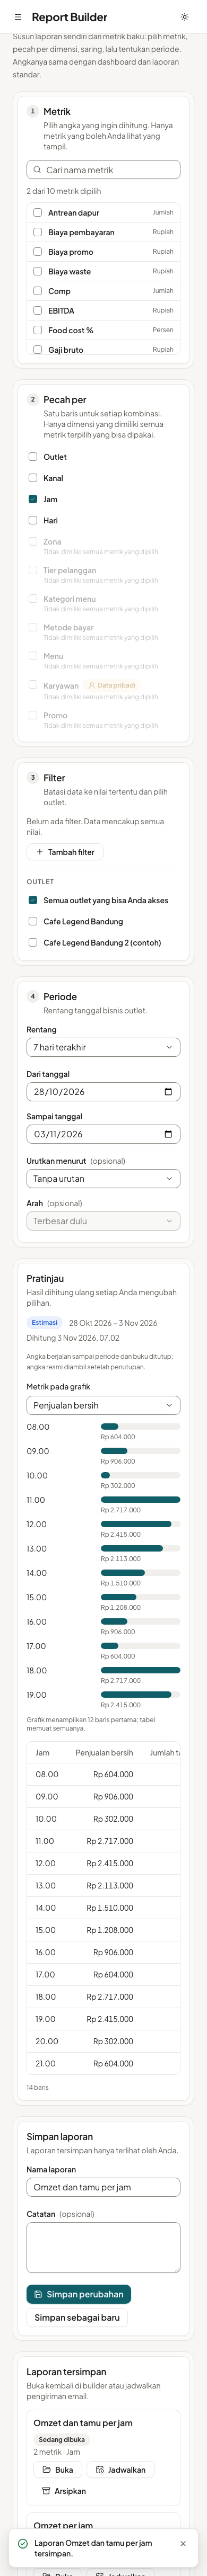 Report Builder
Susun laporan sendiri dari metrik baku: pilih metrik,
pecah per dimensi, saring, lalu tentukan periode.
Angkanya sama dengan dashboard dan laporan
standar.
1 Metrik
Pilih angka yang ingin dihitung. Hanya
metrik yang boleh Anda lihat yang
tampil.
Cari nama metrik
2 dari 10 metrik dipilih
Antrean dapur Jumlah
Biaya pembayaran Rupiah
Biaya promo Rupiah
Biaya waste Rupiah
Comp Jumlah
EBITDA Rupiah
Food cost % Persen
Gaji bruto Rupiah
2 Pecah per
Satu baris untuk setiap kombinasi.
Hanya dimensi yang dimiliki semua
metrik terpilih yang bisa dipakai.
Outlet
Kanal
Jam
Hari
Zona
Tidak dimiliki semua metrik yang dipilih
Tier pelanggan
Tidak dimiliki semua metrik yang dipilih
Kategori menu
Tidak dimiliki semua metrik yang dipilih
Metode bayar
Tidak dimiliki semua metrik yang dipilih
Menu
Tidak dimiliki semua metrik yang dipilih
Karyawan Data pribadi
Tidak dimiliki semua metrik yang dipilih
Promo
Tidak dimiliki semua metrik yang dipilih
3 Filter
Batasi data ke nilai tertentu dan pilih
outlet.
Belum ada filter. Data mencakup semua
nilai.
Tambah filter
OUTLET
Semua outlet yang bisa Anda akses
Cafe Legend Bandung
Cafe Legend Bandung 2 (contoh)
4 Periode
Rentang tanggal bisnis outlet.
Rentang
7 hari terakhir
Dari tanggal
28/10/2026
Sampai tanggal
03/11/2026
Urutkan menurut (opsional)
Tanpa urutan
Arah (opsional)
Terbesar dulu
Pratinjau
Hasil dihitung ulang setiap Anda mengubah
pilihan.
Estimasi 28 Okt 2026 – 3 Nov 2026
Dihitung 3 Nov 2026, 07.02
Angka berjalan sampai periode dan buku ditutup;
angka resmi diambil setelah penutupan.
Metrik pada grafik
Penjualan bersih
08.00
Rp 604.000
09.00
Rp 906.000
10.00
Rp 302.000
11.00
Rp 2.717.000
12.00
Rp 2.415.000
13.00
Rp 2.113.000
14.00
Rp 1.510.000
15.00
Rp 1.208.000
16.00
Rp 906.000
17.00
Rp 604.000
18.00
Rp 2.717.000
19.00
Rp 2.415.000
Grafik menampilkan 12 baris pertama; tabel
memuat semuanya.
Jam Penjualan bersih Jumlah ta
08.00 Rp 604.000
09.00 Rp 906.000
10.00 Rp 302.000
11.00 Rp 2.717.000
12.00 Rp 2.415.000
13.00 Rp 2.113.000
14.00 Rp 1.510.000
15.00 Rp 1.208.000
16.00 Rp 906.000
17.00 Rp 604.000
18.00 Rp 2.717.000
19.00 Rp 2.415.000
20.00 Rp 302.000
21.00 Rp 604.000
14 baris
Simpan laporan
Laporan tersimpan hanya terlihat oleh Anda.
Nama laporan
Omzet dan tamu per jam
Catatan (opsional)
Simpan perubahan
Simpan sebagai baru
Laporan tersimpan
Buka kembali di builder atau jadwalkan
pengiriman email.
Omzet dan tamu per jam
Sedang dibuka
2 metrik · Jam
Buka Jadwalkan
Arsipkan
Omzet per jam
Laporan Omzet dan tamu per jam
tersimpan.